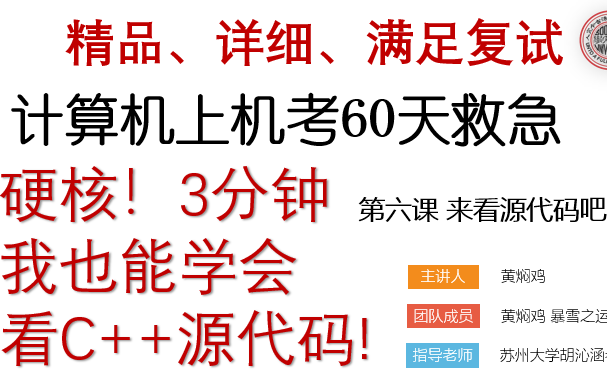 精品、详细、满足复试
计算机上机考60天救急
硬核！3分钟
我也能学会
看C++源代码!
第六课 来看源代码吧
主讲人 黄焖鸡
团队成员 黄焖鸡 暴雪之运
指导老师 苏州大学胡沁涵